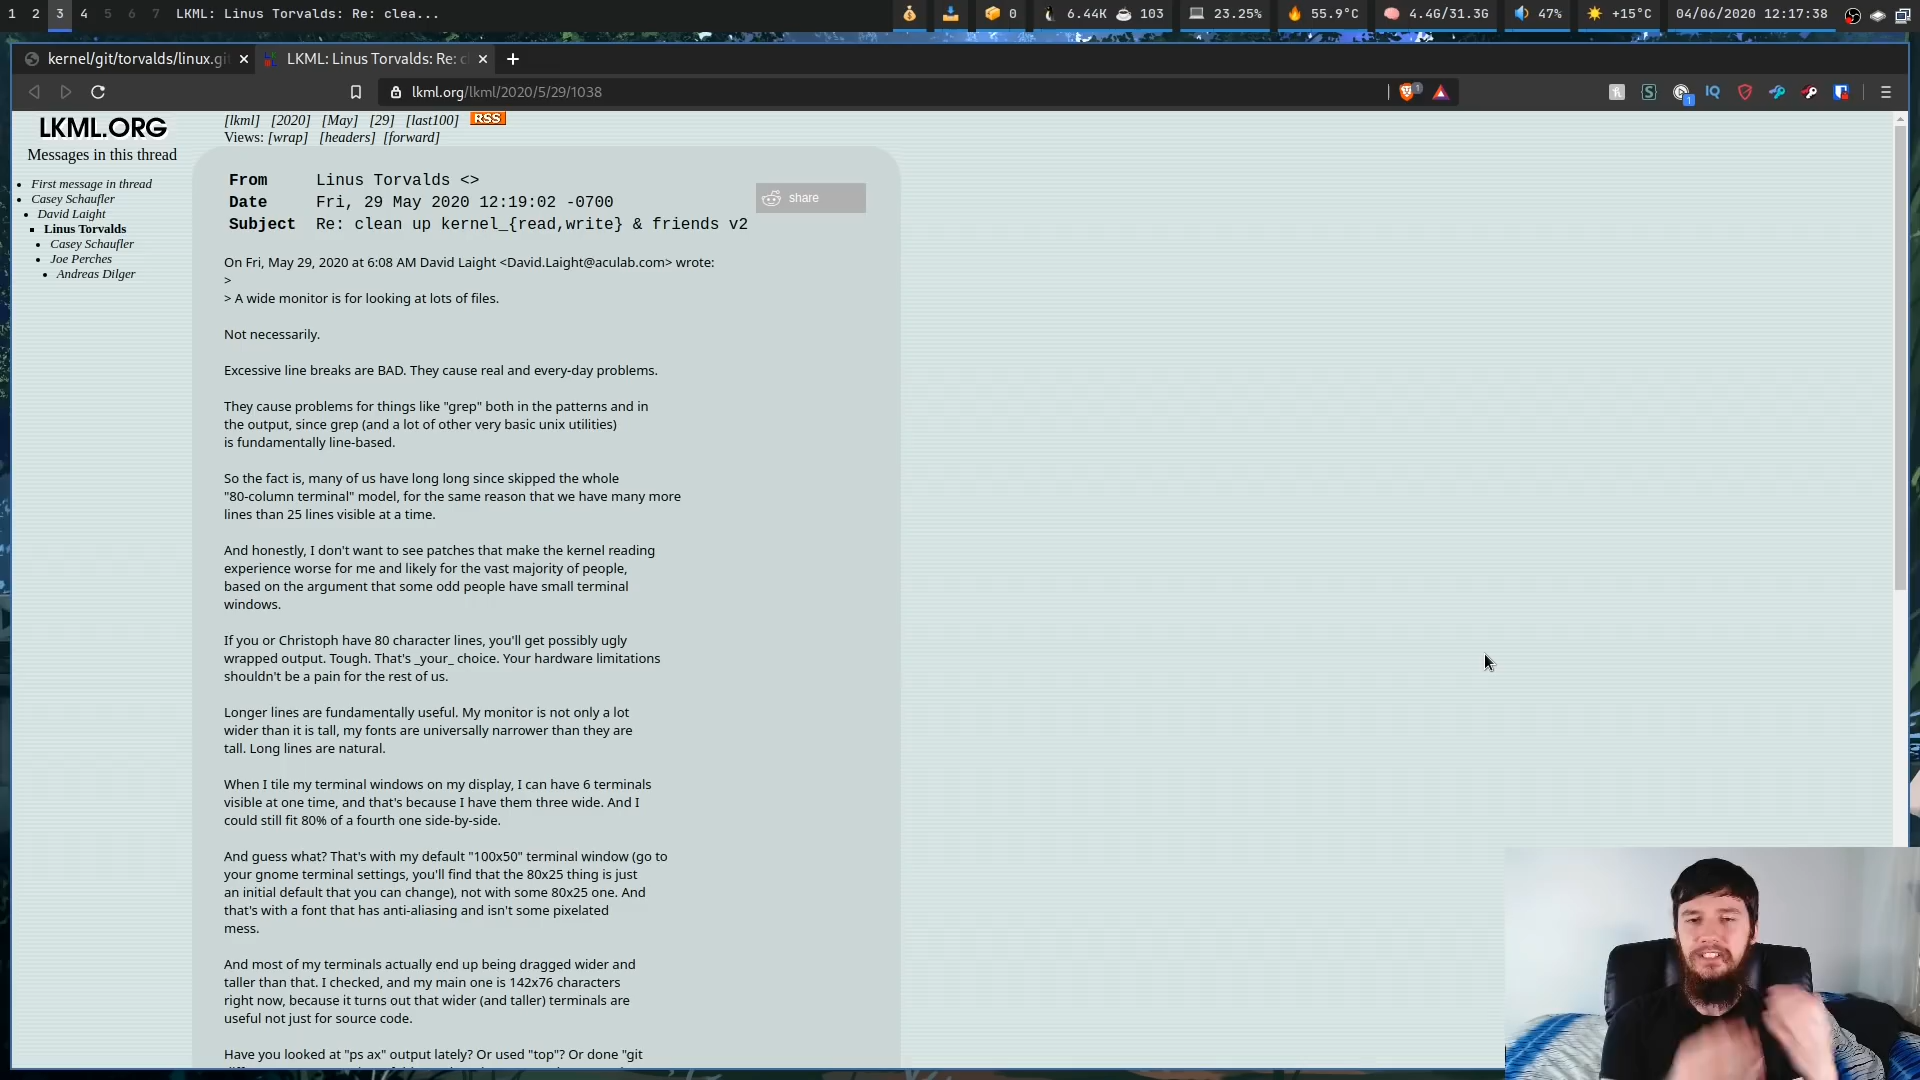 1 2 3 4 5 6 7 LKML: Linus Torvalds: Re: clea... 0 6.44K 103 23.25% 55.9°C 4.4G/31.3G 47% +15°C 04/06/2020 12:17:38
kernel/git/torvalds/linux.git LKML: Linus Torvalds: Re: c
lkml.org/lkml/2020/5/29/1038 1 1 IQ
LKML.ORG
Messages in this thread
First message in thread
Casey Schaufler
David Laight
Linus Torvalds
Casey Schaufler
Joe Perches
Andreas Dilger
[lkml] [2020] [May] [29] [last100] RSS
Views: [wrap] [headers] [forward]
From Linus Torvalds <>
Date Fri, 29 May 2020 12:19:02 -0700
Subject Re: clean up kernel_{read,write} & friends v2
share
On Fri, May 29, 2020 at 6:08 AM David Laight <David.Laight@aculab.com> wrote:
>
> A wide monitor is for looking at lots of files.
Not necessarily.
Excessive line breaks are BAD. They cause real and every-day problems.
They cause problems for things like "grep" both in the patterns and in
the output, since grep (and a lot of other very basic unix utilities)
is fundamentally line-based.
So the fact is, many of us have long long since skipped the whole
"80-column terminal" model, for the same reason that we have many more
lines than 25 lines visible at a time.
And honestly, I don't want to see patches that make the kernel reading
experience worse for me and likely for the vast majority of people,
based on the argument that some odd people have small terminal
windows.
If you or Christoph have 80 character lines, you'll get possibly ugly
wrapped output. Tough. That's _your_ choice. Your hardware limitations
shouldn't be a pain for the rest of us.
Longer lines are fundamentally useful. My monitor is not only a lot
wider than it is tall, my fonts are universally narrower than they are
tall. Long lines are natural.
When I tile my terminal windows on my display, I can have 6 terminals
visible at one time, and that's because I have them three wide. And I
could still fit 80% of a fourth one side-by-side.
And guess what? That's with my default "100x50" terminal window (go to
your gnome terminal settings, you'll find that the 80x25 thing is just
an initial default that you can change), not with some 80x25 one. And
that's with a font that has anti-aliasing and isn't some pixelated
mess.
And most of my terminals actually end up being dragged wider and
taller than that. I checked, and my main one is 142x76 characters
right now, because it turns out that wider (and taller) terminals are
useful not just for source code.
Have you looked at "ps ax" output lately? Or used "top"? Or done "git